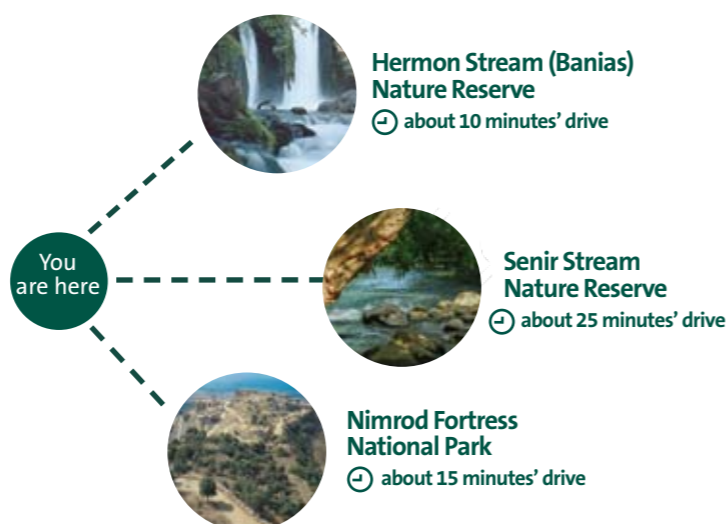 Hermon Stream (Banias)
Nature Reserve
about 10 minutes’ drive
You
are here
Senir Stream
Nature Reserve
about 25 minutes’ drive
Nimrod Fortress
National Park
about 15 minutes’ drive